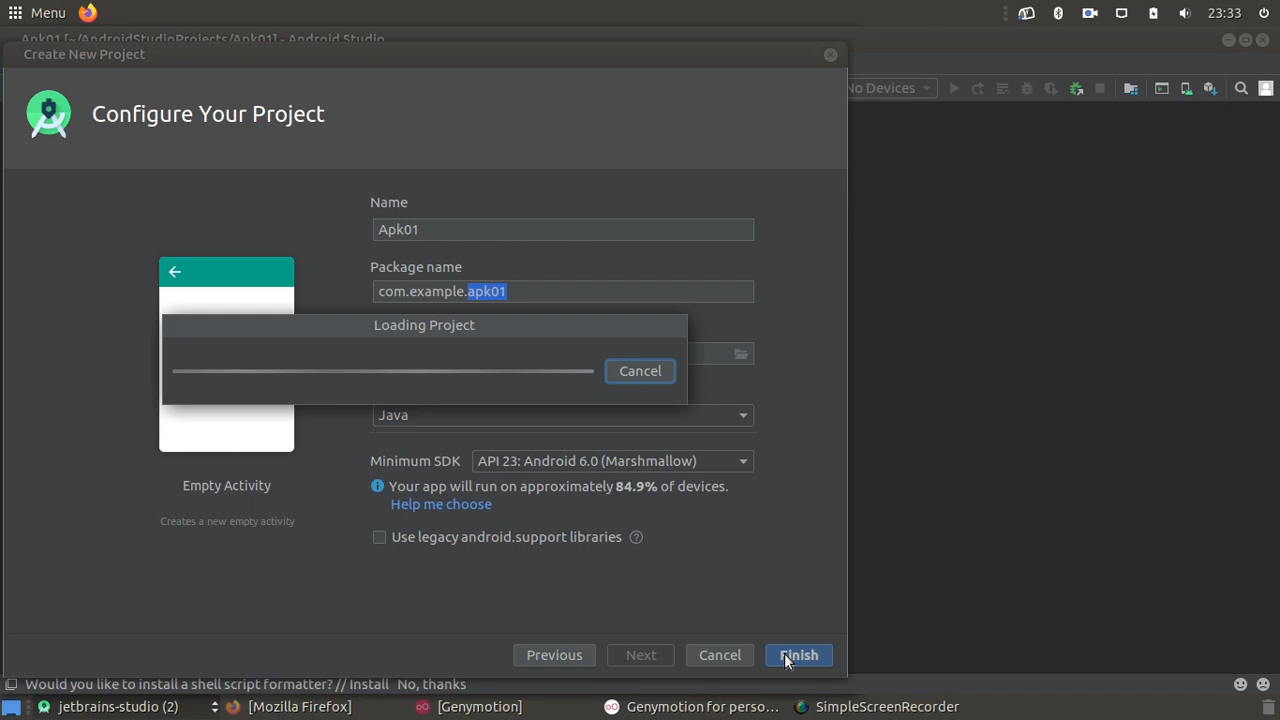 Menu
23:33
Apk01 [~/AndroidStudioProjects/Apk01] - Android Studio
Create New Project
No Devices
Configure Your Project
Name
Apk01
Package name
com.example.apk01
Loading Project
Cancel
Java
Minimum SDK API 23: Android 6.0 (Marshmallow)
Your app will run on approximately 84.9% of devices.
Help me choose
Use legacy android.support libraries ?
Empty Activity
Creates a new empty activity
Previous Next Cancel Finish
Would you like to install a shell script formatter? // Install No, thanks
jetbrains-studio (2) [Mozilla Firefox] [Genymotion] Genymotion for perso... SimpleScreenRecorder